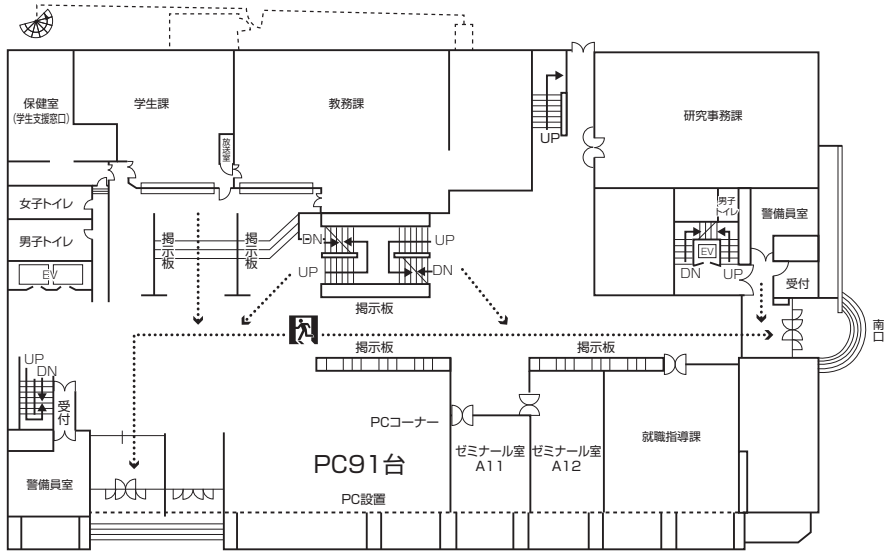 保健室
(学生支援窓口)
学生課
教務課
放送室
UP
研究事務課
女子トイレ
男子トイレ
EV
掲示板
掲示板
DN
UP
UP
DN
掲示板
男子
トイレ
警備員室
EV
DN
UP
受付
南口
掲示板
掲示板
UP
DN
受付
PCコーナー
PC91台
PC設置
ゼミナール室
A11
ゼミナール室
A12
就職指導課
警備員室